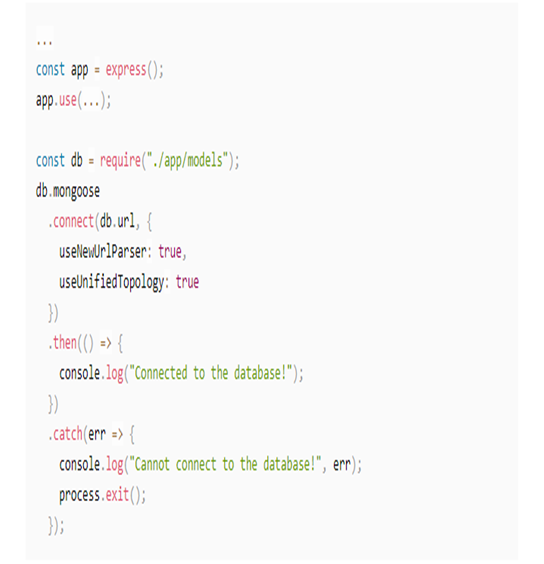 ...
const app = express();
app.use(...);
const db = require("./app/models");
db.mongoose
.connect(db.url, {
useNewUrlParser: true,
useUnifiedTopology: true
})
.then(() => {
console.log("Connected to the database!");
})
.catch(err => {
console.log("Cannot connect to the database!", err);
process.exit();
});